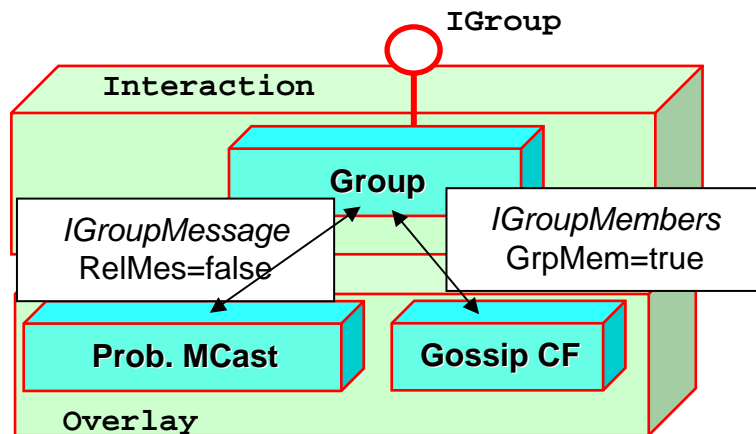 IGroup
Interaction
Group
IGroupMessage
RelMes=false
IGroupMembers
GrpMem=true
Prob. MCast
Gossip CF
Overlay